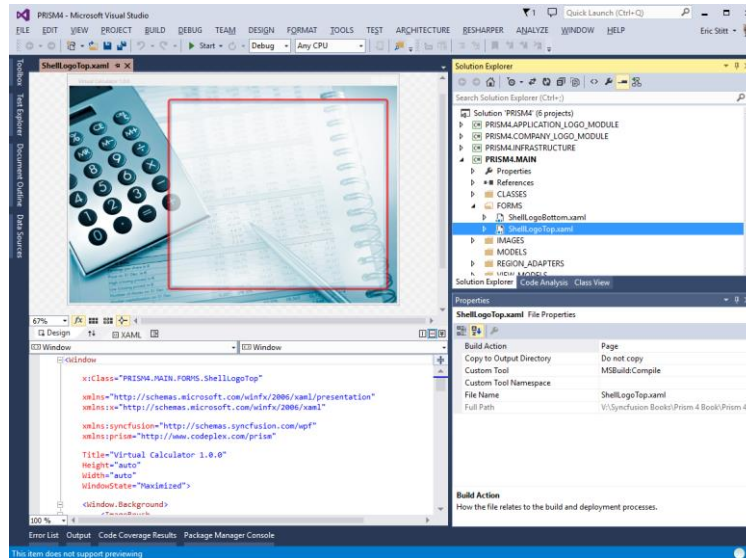 PRISM4 - Microsoft Visual Studio
1
Quick Launch (Ctrl+Q)
FILE EDIT VIEW PROJECT BUILD DEBUG TEAM DESIGN FORMAT TOOLS TEST ARCHITECTURE RESHARPER ANALYZE WINDOW HELP
Eric Stitt
Start
Debug
Any CPU
Toolbox
Test Explorer
Document Outline
Data Sources
ShellLogoTop.xaml
67%
Design
XAML
Window
Window
<Window
x:Class="PRISM4.MAIN.FORMS.ShellLogoTop"
xmlns="http://schemas.microsoft.com/winfx/2006/xaml/presentation"
xmlns:x="http://schemas.microsoft.com/winfx/2006/xaml"
xmlns:syncfusion="http://schemas.syncfusion.com/wpf"
xmlns:prism="http://www.codeplex.com/prism"
Title="Virtual Calculator 1.0.0"
Height="auto"
Width="auto"
WindowState="Maximized">
<Window.Background>
100 %
Solution Explorer
Search Solution Explorer (Ctrl+;)
Solution 'PRISM4' (6 projects)
PRISM4.APPLICATION_LOGO_MODULE
PRISM4.COMPANY_LOGO_MODULE
PRISM4.INFRASTRUCTURE
PRISM4.MAIN
Properties
References
CLASSES
FORMS
ShellLogoBottom.xaml
ShellLogoTop.xaml
IMAGES
MODELS
REGION_ADAPTERS
Solution Explorer Code Analysis Class View
Properties
ShellLogoTop.xaml File Properties
Build Action Page
Copy to Output Directory Do not copy
Custom Tool MSBuild:Compile
Custom Tool Namespace
File Name ShellLogoTop.xaml
Full Path V:\Syncfusion Books\Prism 4 Book\Prism 4
Build Action
How the file relates to the build and deployment processes.
Error List Output Code Coverage Results Package Manager Console
This item does not support previewing